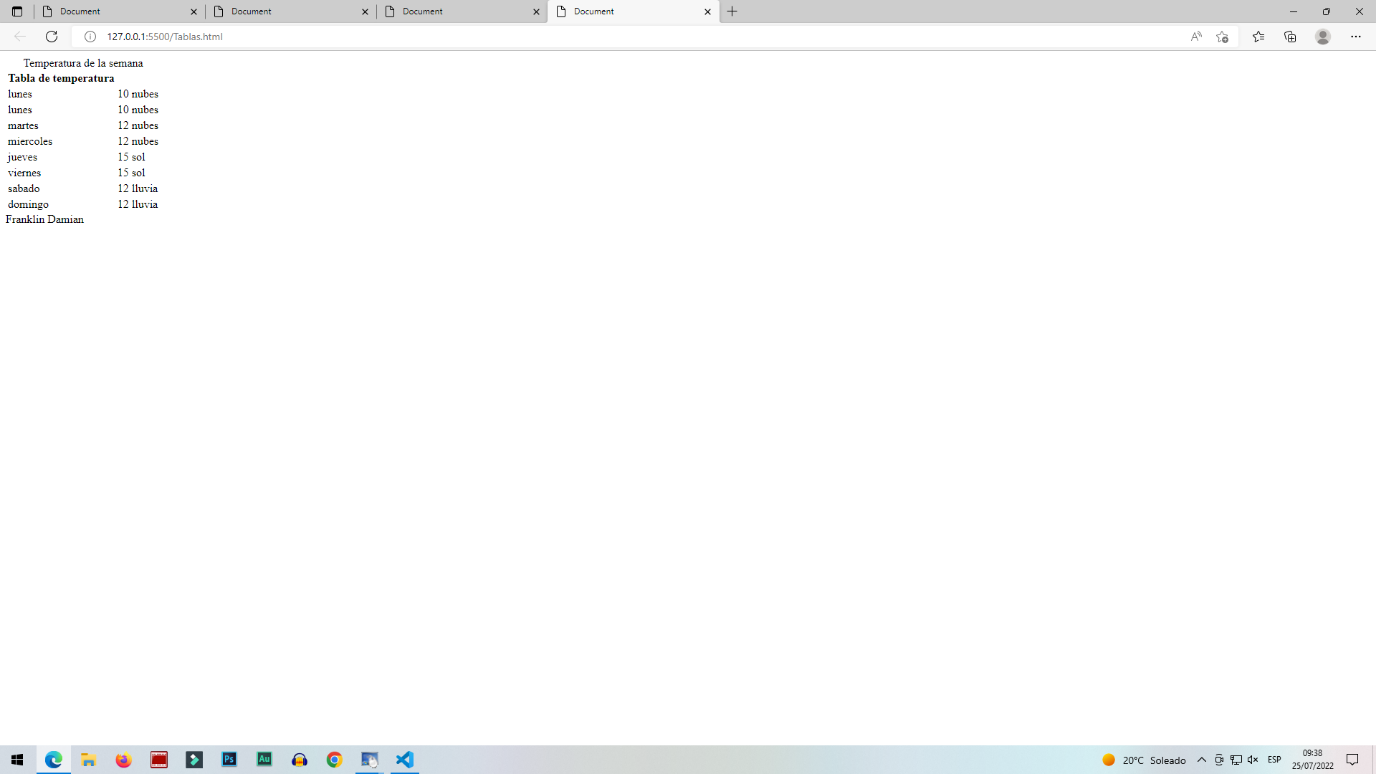 Document
Document
Document
Document
127.0.0.1:5500/Tablas.html
Temperatura de la semana
Tabla de temperatura
lunes 10 nubes
lunes 10 nubes
martes 12 nubes
miercoles 12 nubes
jueves 15 sol
viernes 15 sol
sabado 12 lluvia
domingo 12 lluvia
Franklin Damian
Ps
Au
20°C Soleado
ESP
09:38
25/07/2022